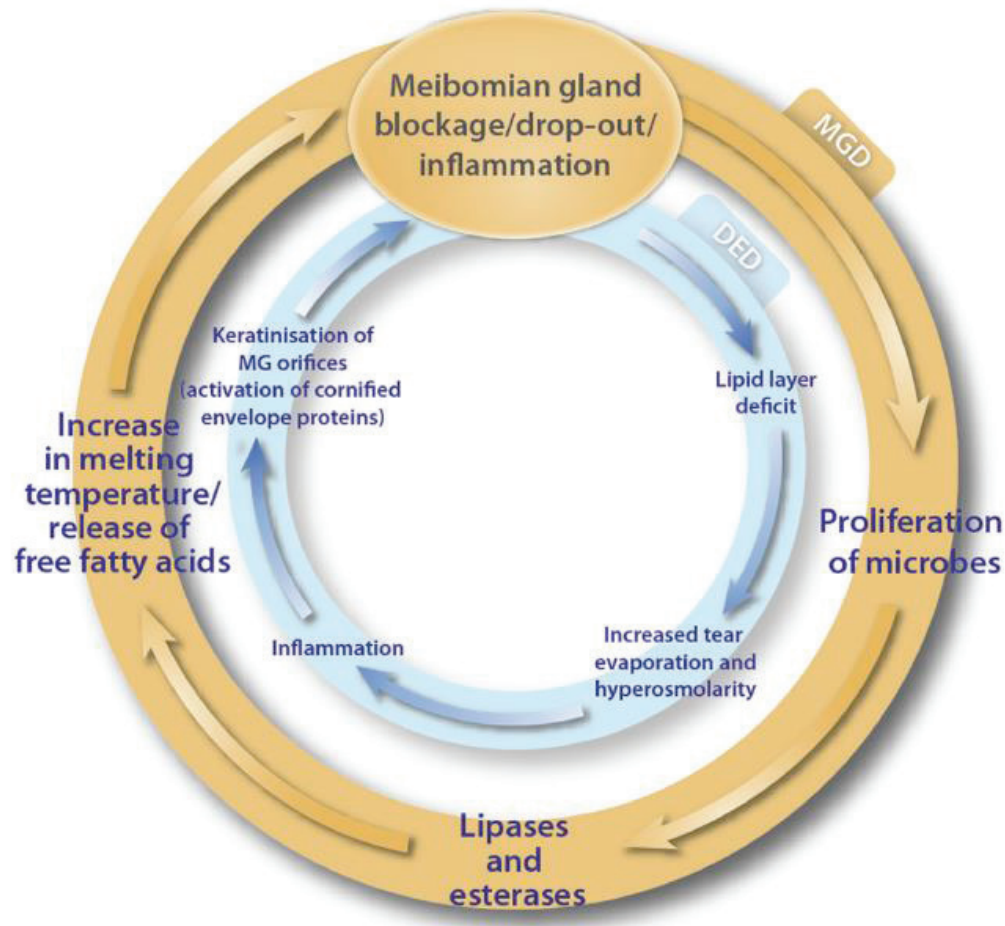 Meibomian gland
blockage/drop-out/
inflammation
MGD
DED
Keratinisation of
MG orifices
(activation of cornified
envelope proteins)
Lipid layer
deficit
Increase
in melting
temperature/
release of
free fatty acids
Proliferation
of microbes
Inflammation
Increased tear
evaporation and
hyperosmolarity
Lipases
and
esterases